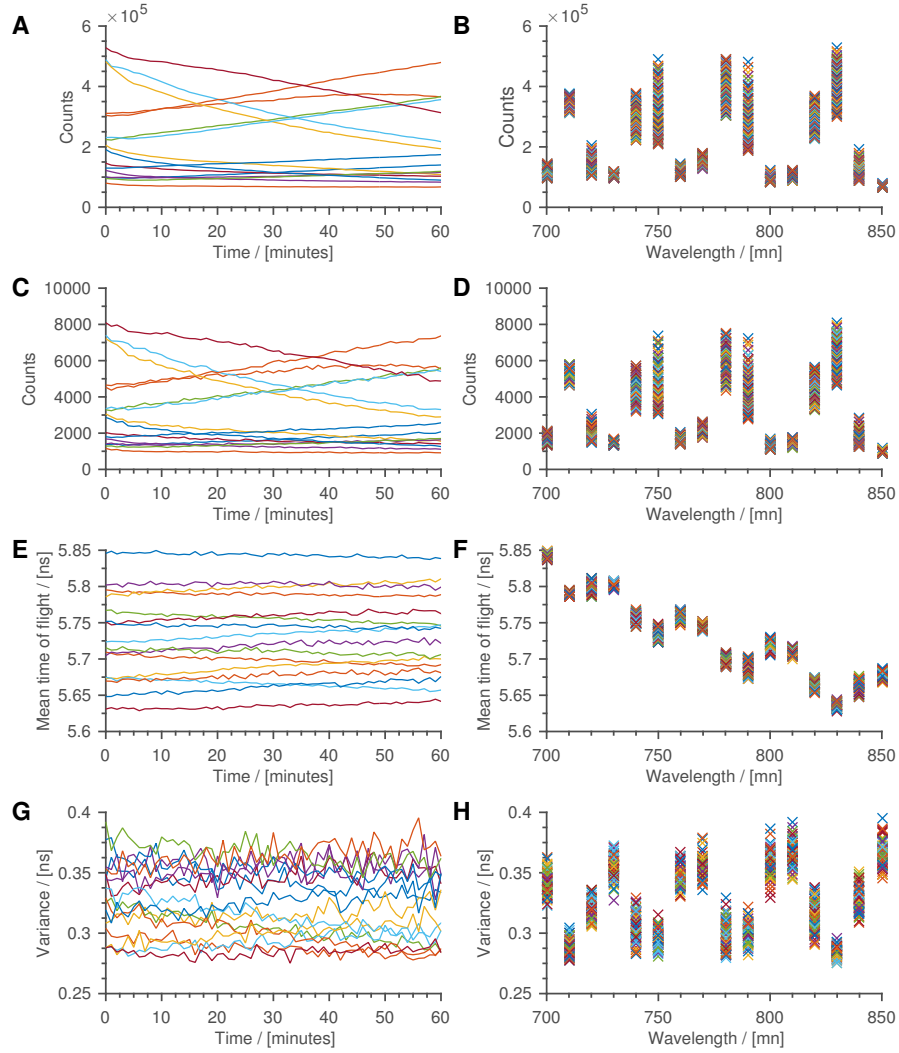 A
×10^5
6
4
2
0
Counts
0 10 20 30 40 50 60
Time / [minutes]
B
×10^5
6
4
2
0
Counts
700 750 800 850
Wavelength / [mn]
C
10000
8000
6000
4000
2000
0
Counts
0 10 20 30 40 50 60
Time / [minutes]
D
10000
8000
6000
4000
2000
0
Counts
700 750 800 850
Wavelength / [mn]
E
5.85
5.8
5.75
5.7
5.65
5.6
Mean time of flight / [ns]
0 10 20 30 40 50 60
Time / [minutes]
F
5.85
5.8
5.75
5.7
5.65
5.6
Mean time of flight / [ns]
700 750 800 850
Wavelength / [mn]
G
0.4
0.35
0.3
0.25
Variance / [ns]
0 10 20 30 40 50 60
Time / [minutes]
H
0.4
0.35
0.3
0.25
Variance / [ns]
700 750 800 850
Wavelength / [mn]